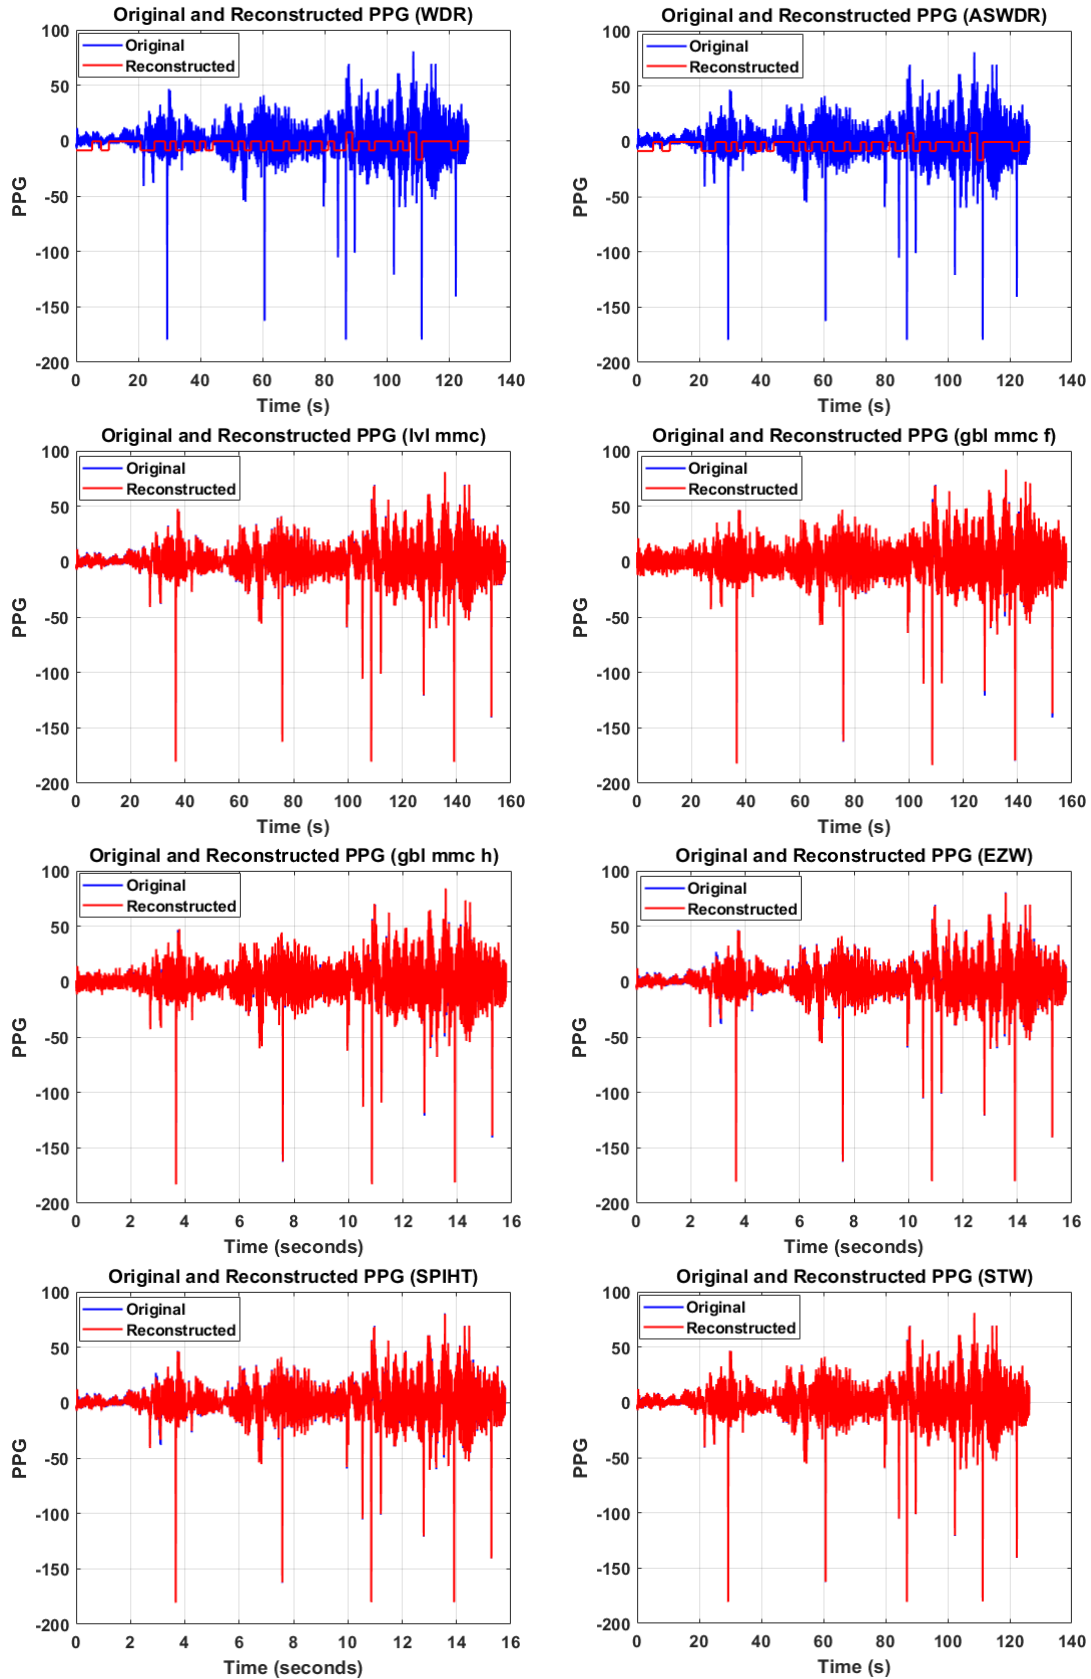 Original and Reconstructed PPG (WDR)
Original
Reconstructed
100
50
0
-50
-100
-150
-200
PPG
0 20 40 60 80 100 120 140
Time (s)
Original and Reconstructed PPG (ASWDR)
Original
Reconstructed
100
50
0
-50
-100
-150
-200
PPG
0 20 40 60 80 100 120 140
Time (s)
Original and Reconstructed PPG (lvl mmc)
Original
Reconstructed
100
50
0
-50
-100
-150
-200
PPG
0 20 40 60 80 100 120 140 160
Time (s)
Original and Reconstructed PPG (gbl mmc f)
Original
Reconstructed
100
50
0
-50
-100
-150
-200
PPG
0 20 40 60 80 100 120 140 160
Time (s)
Original and Reconstructed PPG (gbl mmc h)
Original
Reconstructed
100
50
0
-50
-100
-150
-200
PPG
0 2 4 6 8 10 12 14 16
Time (seconds)
Original and Reconstructed PPG (EZW)
Original
Reconstructed
100
50
0
-50
-100
-150
-200
PPG
0 2 4 6 8 10 12 14 16
Time (seconds)
Original and Reconstructed PPG (SPIHT)
Original
Reconstructed
100
50
0
-50
-100
-150
-200
PPG
0 2 4 6 8 10 12 14 16
Time (seconds)
Original and Reconstructed PPG (STW)
Original
Reconstructed
100
50
0
-50
-100
-150
-200
PPG
0 20 40 60 80 100 120 140
Time (s)